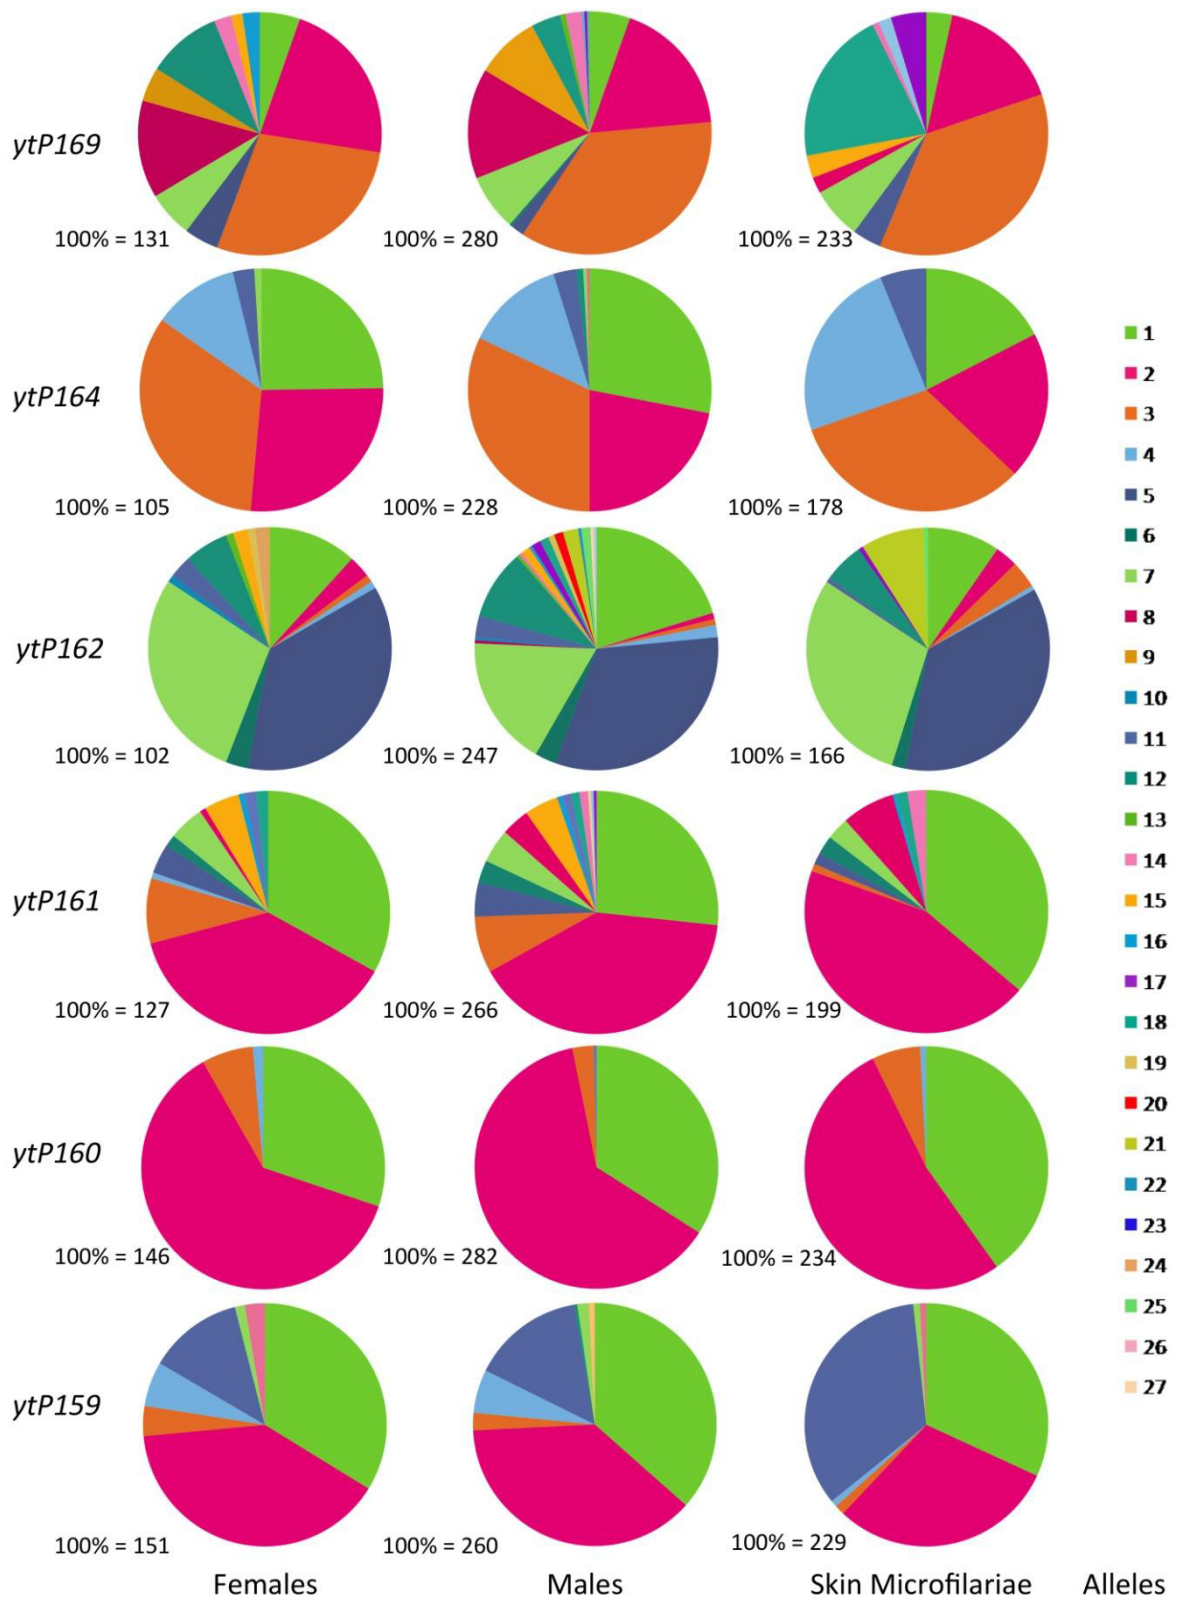 ytP169
100% = 131
100% = 280
100% = 233
ytP164
100% = 105
100% = 228
100% = 178
ytP162
100% = 102
100% = 247
100% = 166
ytP161
100% = 127
100% = 266
100% = 199
ytP160
100% = 146
100% = 282
100% = 234
ytP159
100% = 151
100% = 260
100% = 229
Females
Males
Skin Microfilariae
1
2
3
4
5
6
7
8
9
10
11
12
13
14
15
16
17
18
19
20
21
22
23
24
25
26
27
Alleles